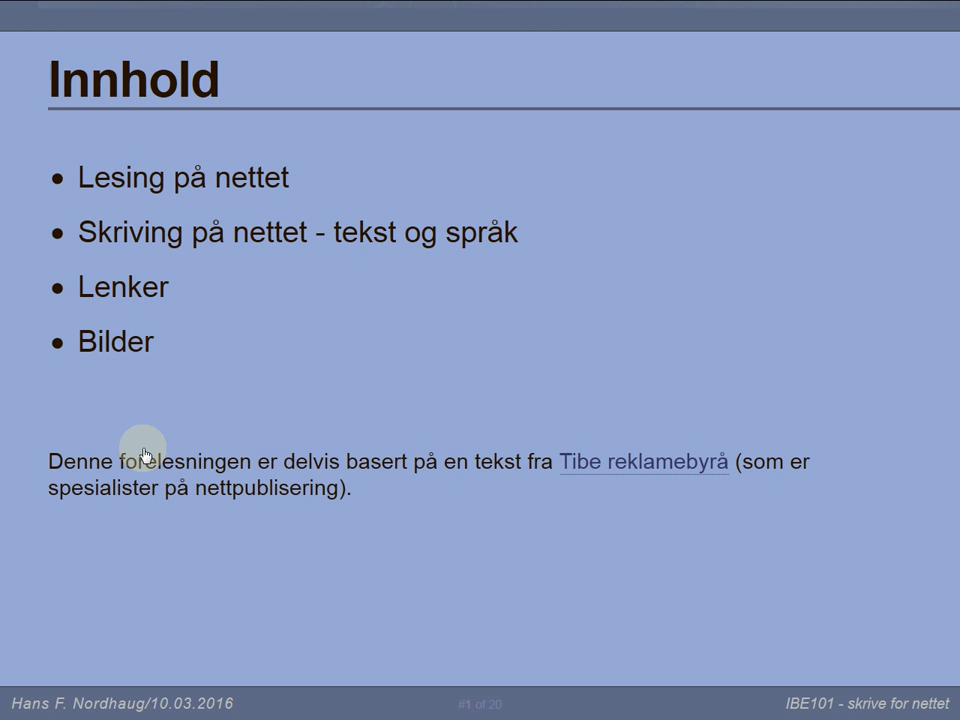 Innhold
• Lesing på nettet
• Skriving på nettet - tekst og språk
• Lenker
• Bilder
Denne forelesningen er delvis basert på en tekst fra Tibe reklamebyrå (som er
spesialister på nettpublisering).
Hans F. Nordhaug/10.03.2016 #1 of 20 IBE101 - skrive for nettet